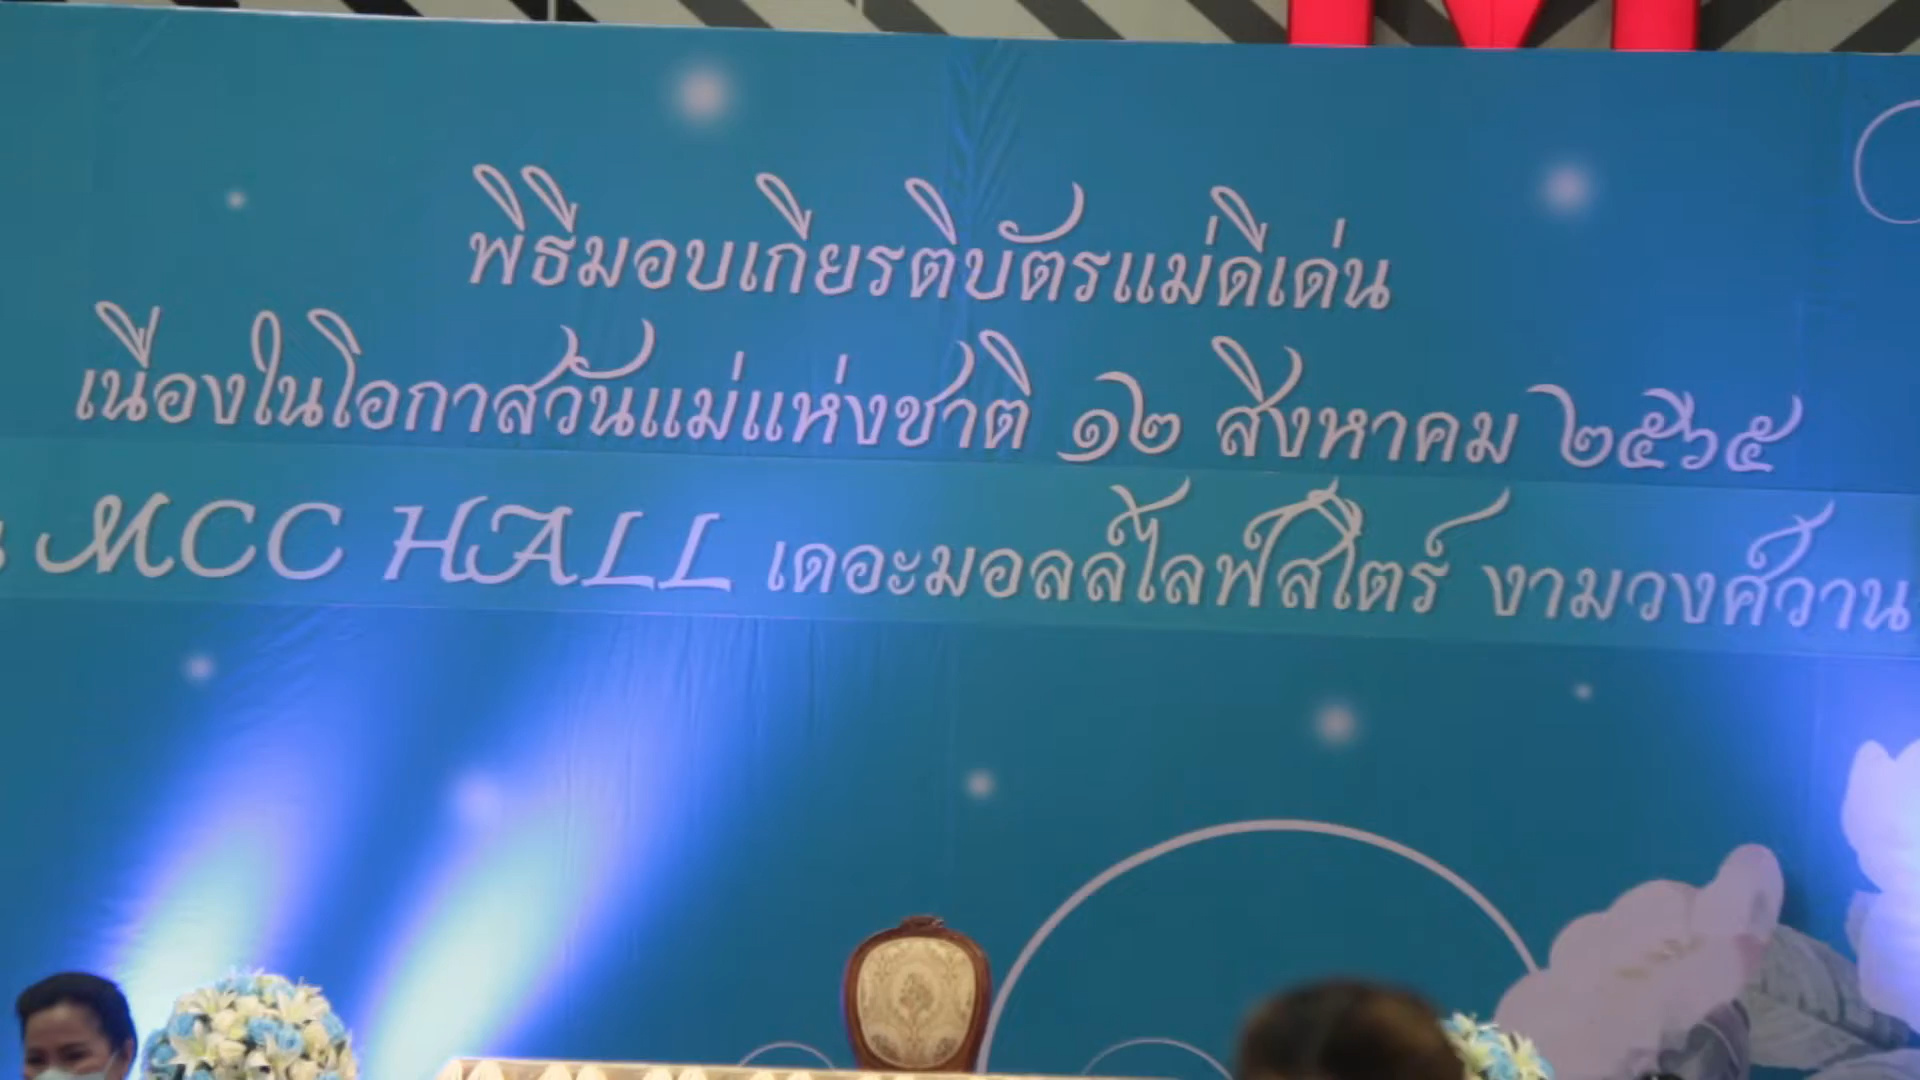 พิธีมอบเกียรติบัตรแม่ดีเด่น
เนื่องในโอกาสวันแม่แห่งชาติ ๑๒ สิงหาคม ๒๕๖๕
MCC HALL เดอะมอลล์ไลฟ์สไตร์ งามวงศ์วาน